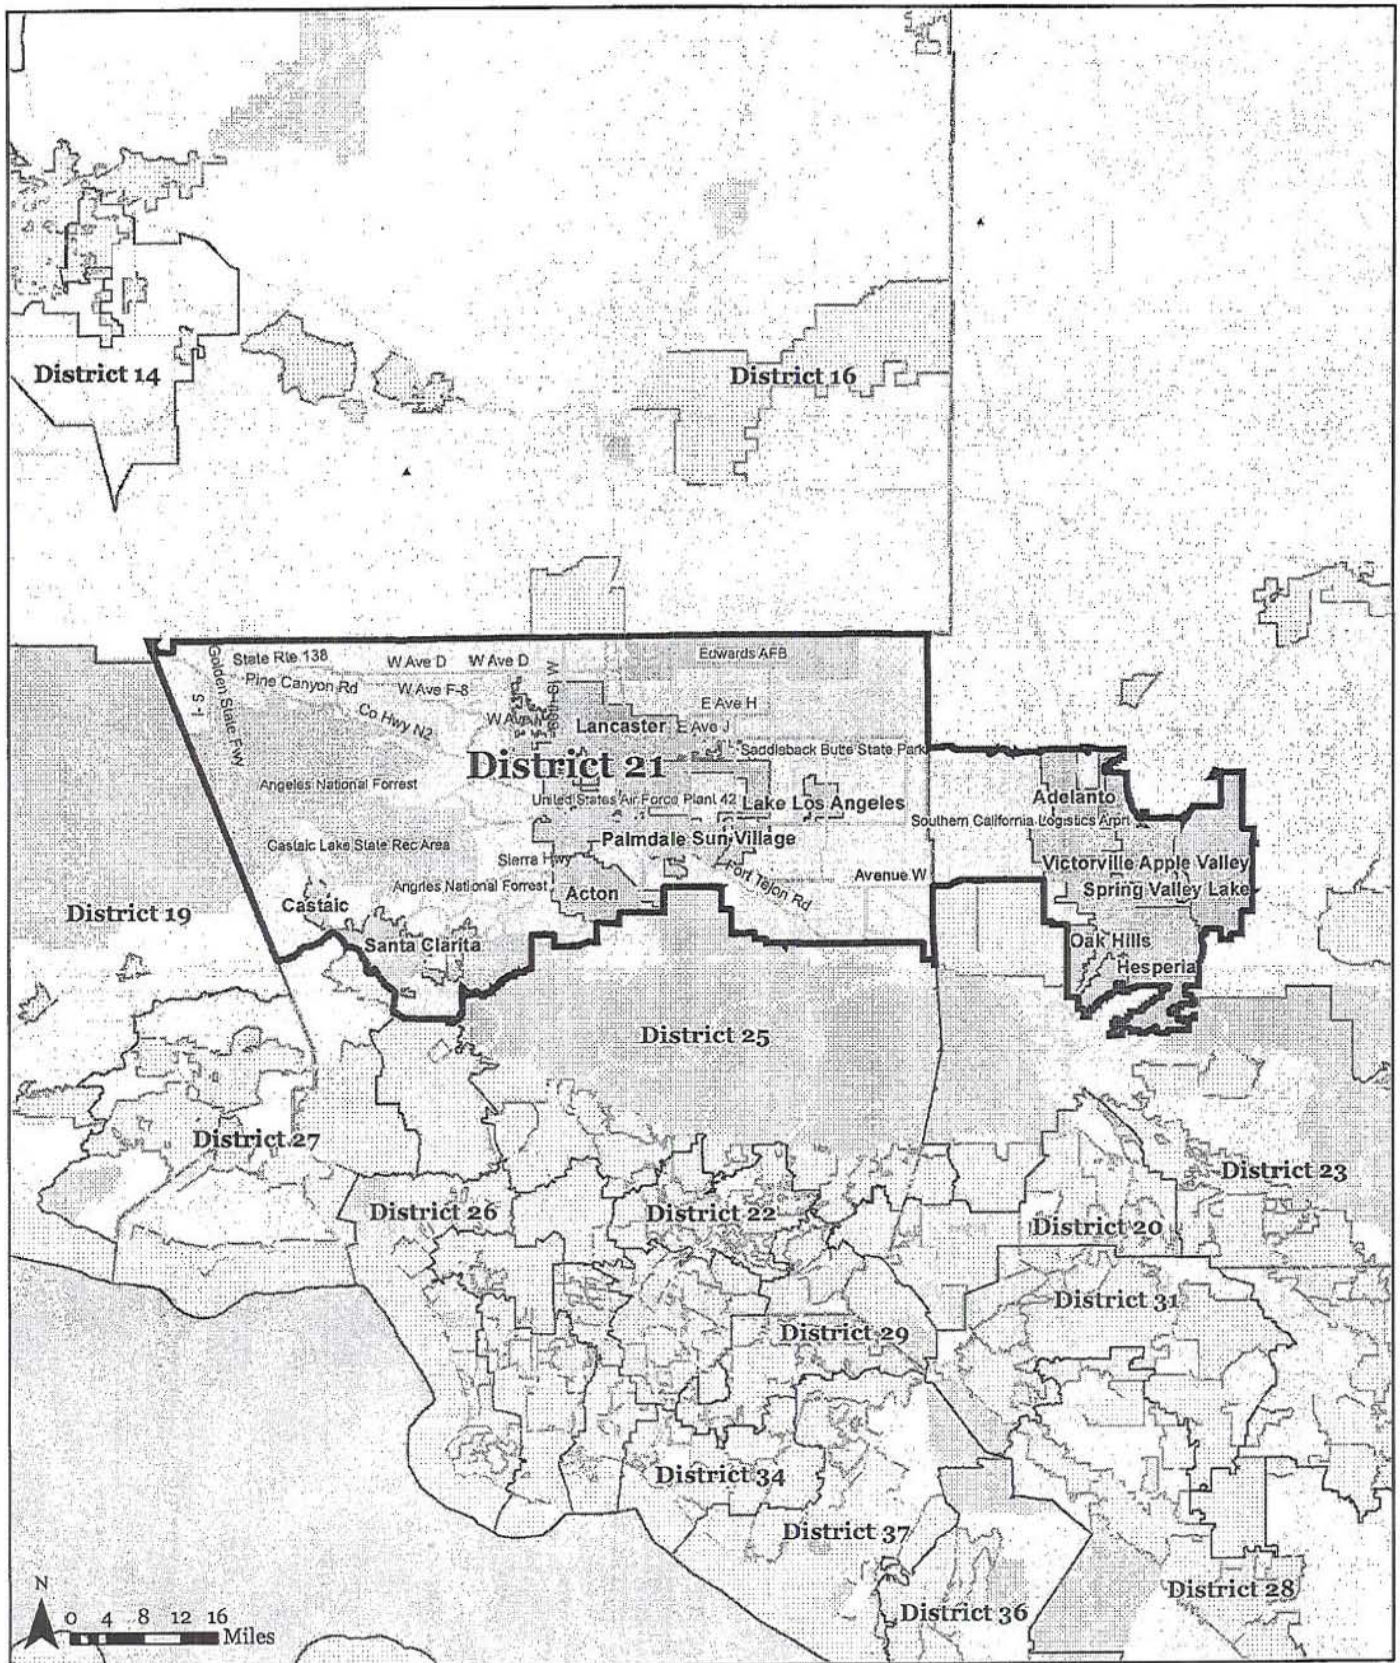 District 14
District 16
State Rte 138
W Ave D
W Ave D
Edwards AFB
Golden State Fwy
I-5
Pine Canyon Rd
W Ave F-8
E Ave H
Co Hwy N2
Lancaster
E Ave J
District 21
Saddleback Butte State Park
Angeles National Forrest
United States Air Force Plant 42
Lake Los Angeles
Adelanto
Southern California Logistics Arprt
Castaic Lake State Rec Area
Palmdale
Sun Village
Sierra Hwy
Fort Tejon Rd
Avenue W
Victorville
Apple Valley
Spring Valley Lake
Angeles National Forrest
Acton
Castaic
District 19
Santa Clarita
Oak Hills
Hesperia
District 25
District 27
District 23
District 26
District 22
District 20
District 31
District 29
District 34
District 37
District 28
District 36
N
0 4 8 12 16
Miles